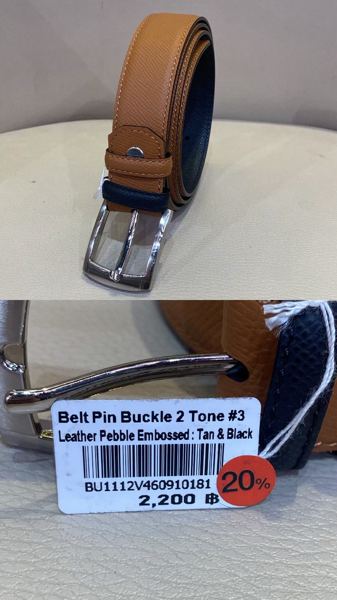 Belt Pin Buckle 2 Tone #3
Leather Pebble Embossed : Tan & Black
BU1112V460910181
2,200 ฿
20%